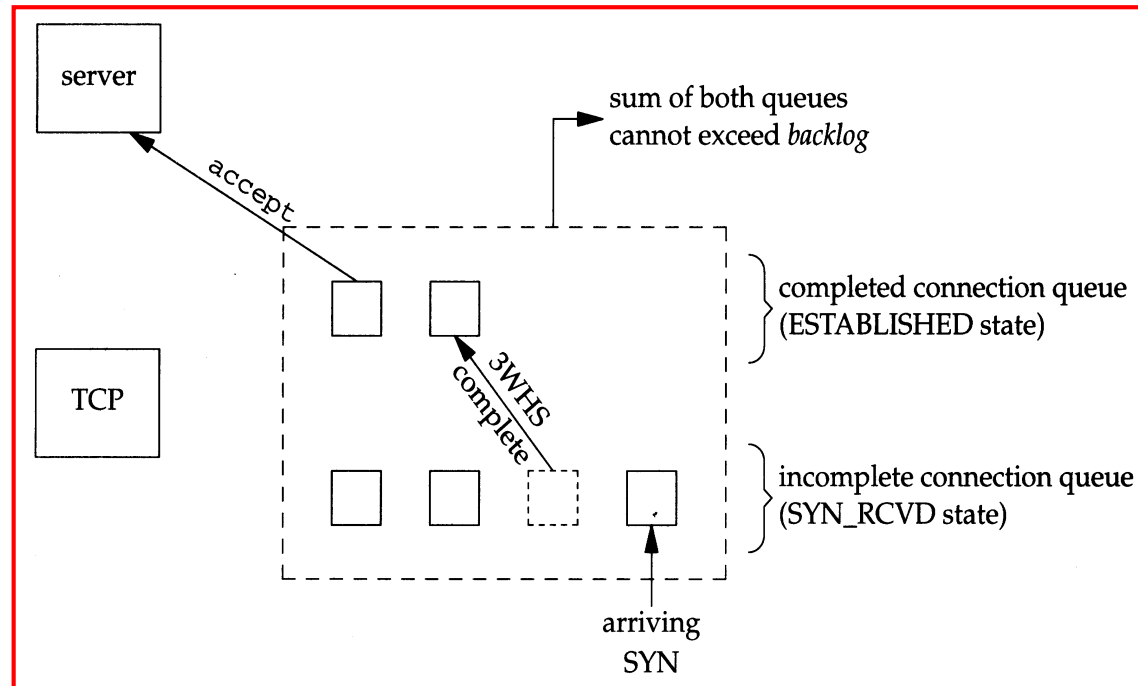 server
sum of both queues
cannot exceed backlog
accept
completed connection queue
(ESTABLISHED state)
3WHS
complete
TCP
incomplete connection queue
(SYN_RCVD state)
arriving
SYN